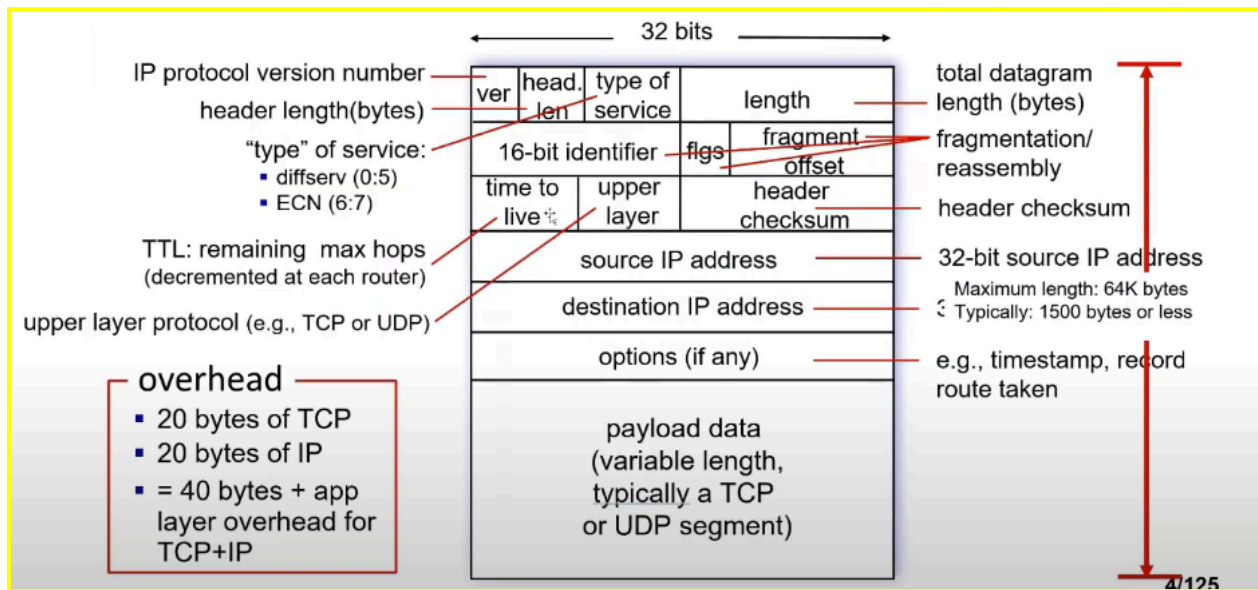 32 bits
IP protocol version number
header length(bytes)
"type" of service:
diffserv (0:5)
ECN (6:7)
TTL: remaining max hops
(decremented at each router)
upper layer protocol (e.g., TCP or UDP)
overhead
20 bytes of TCP
20 bytes of IP
= 40 bytes + app
layer overhead for
TCP+IP
ver
head.
len
type of
service
length
16-bit identifier
flgs
fragment
offset
time to
live
upper
layer
header
checksum
source IP address
destination IP address
options (if any)
payload data
(variable length,
typically a TCP
or UDP segment)
total datagram
length (bytes)
fragmentation/
reassembly
header checksum
32-bit source IP address
Maximum length: 64K bytes
Typically: 1500 bytes or less
e.g., timestamp, record
route taken
4/125